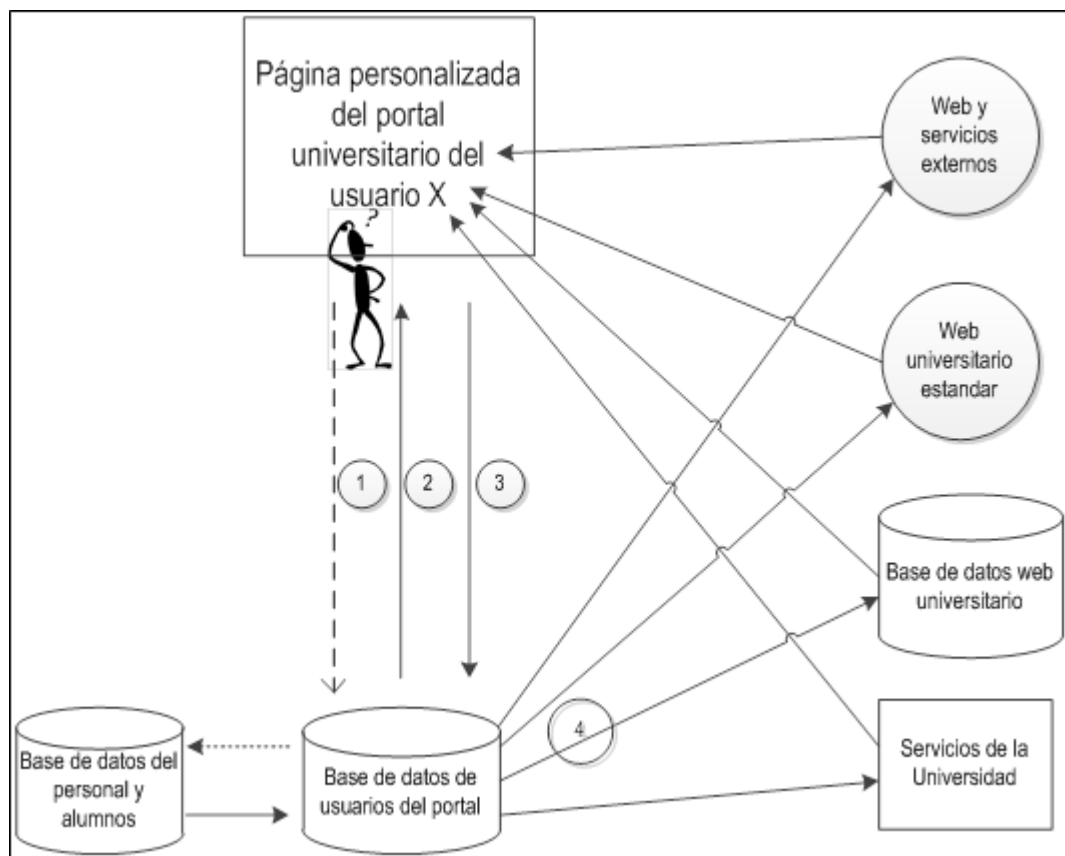 Página personalizada
del portal
universitario del
usuario X
?
Web y
servicios
externos
Web
universitario
estandar
1
2
3
Base de datos web
universitario
4
Servicios de la
Universidad
Base de datos del
personal y
alumnos
Base de datos de
usuarios del portal